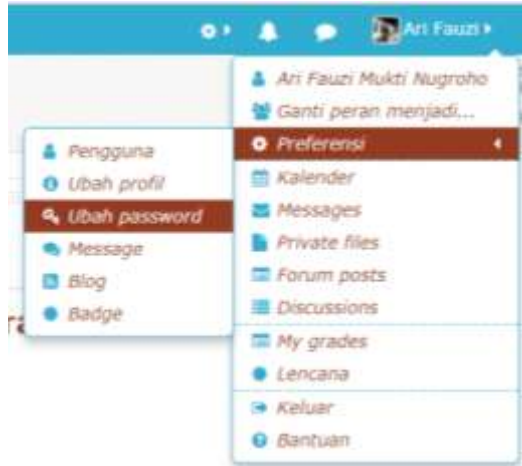 Ari Fauzi
Ari Fauzi Mukti Nugroho
Ganti peran menjadi...
Preferensi
Kalender
Messages
Private files
Forum posts
Discussions
My grades
Lencana
Keluar
Bantuan
Pengguna
Ubah profil
Ubah password
Message
Blog
Badge